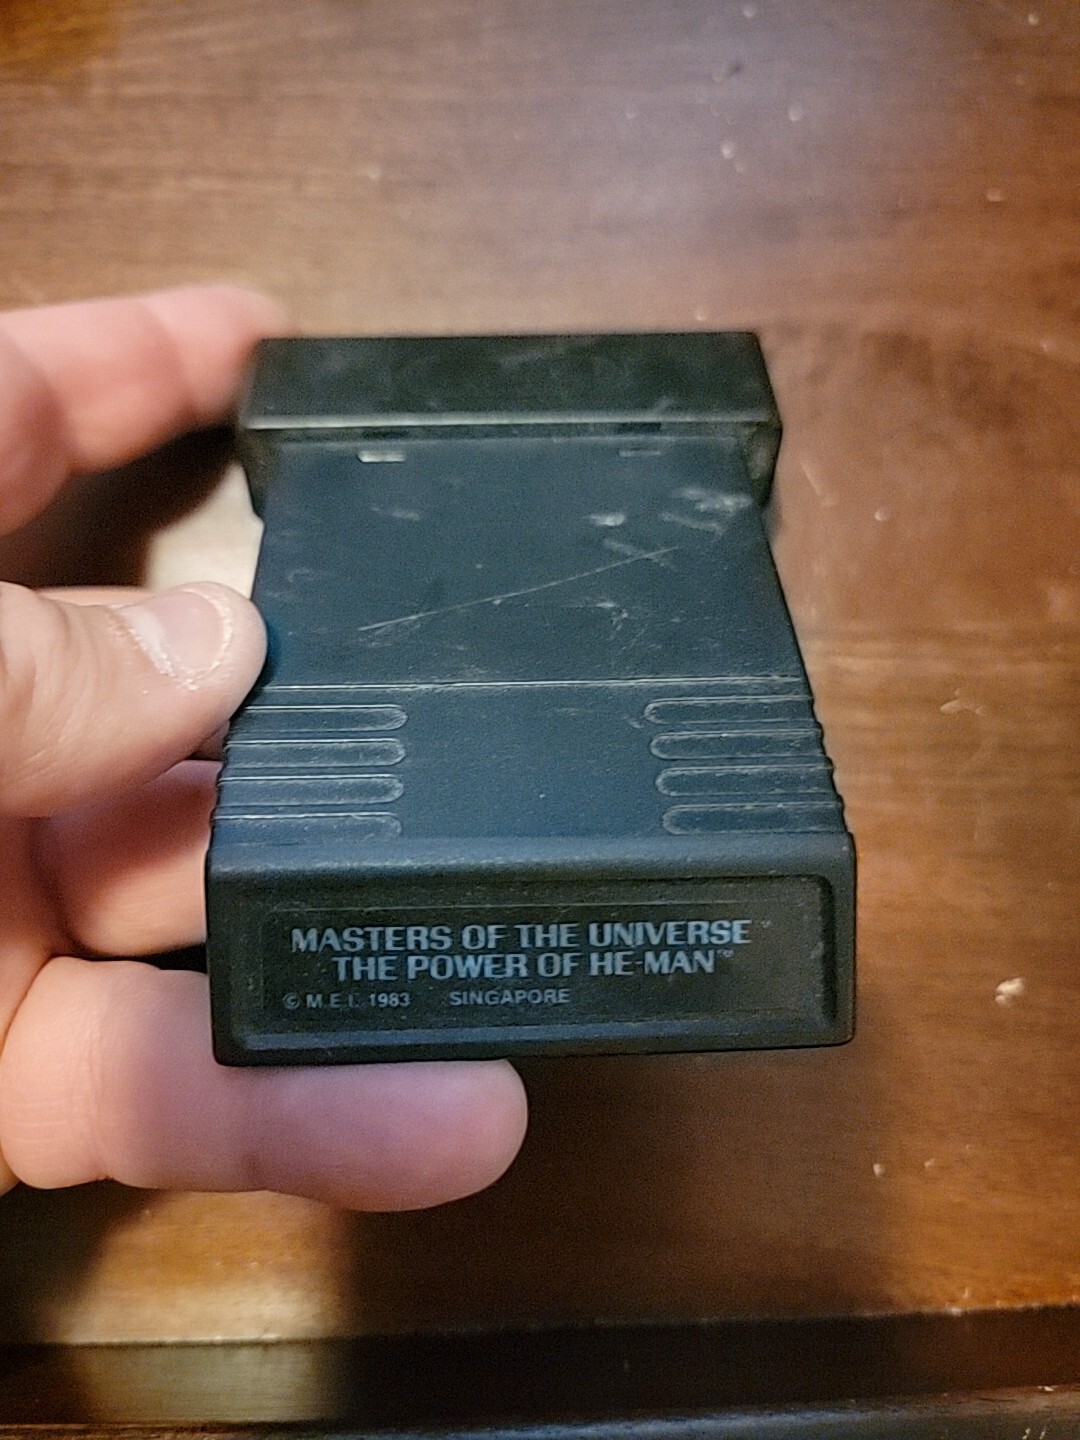 MASTERS OF THE UNIVERSE™
THE POWER OF HE-MAN™
© M.E.I. 1983 SINGAPORE